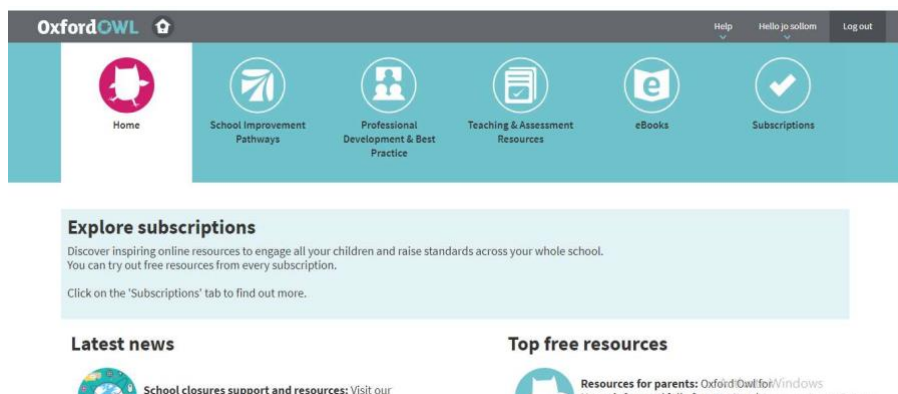 OxfordOWL
Help
Hello jo sollom
Log out
Home
School Improvement
Pathways
Professional
Development & Best
Practice
Teaching & Assessment
Resources
e
eBooks
Subscriptions
Explore subscriptions
Discover inspiring online resources to engage all your children and raise standards across your whole school.
You can try out free resources from every subscription.
Click on the 'Subscriptions' tab to find out more.
Latest news
Top free resources
School closures support and resources: Visit our
Resources for parents: Oxford Owl for
Windows